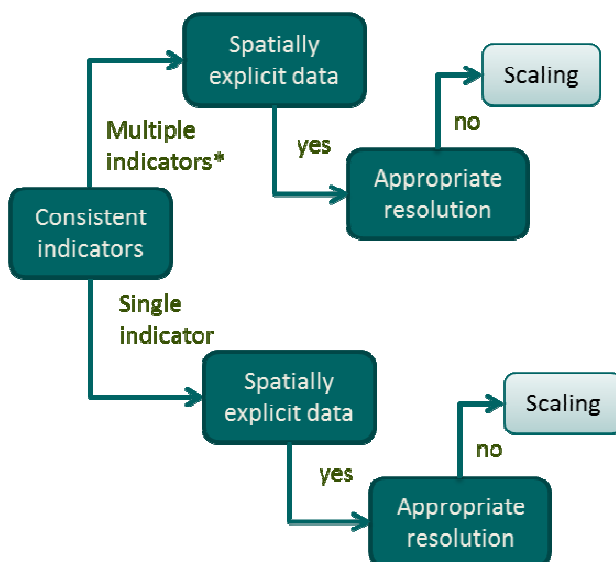 Spatially
explicit data
Scaling
Multiple
indicators*
yes
no
Appropriate
resolution
Consistent
indicators
Single
indicator
Spatially
explicit data
Scaling
yes
no
Appropriate
resolution